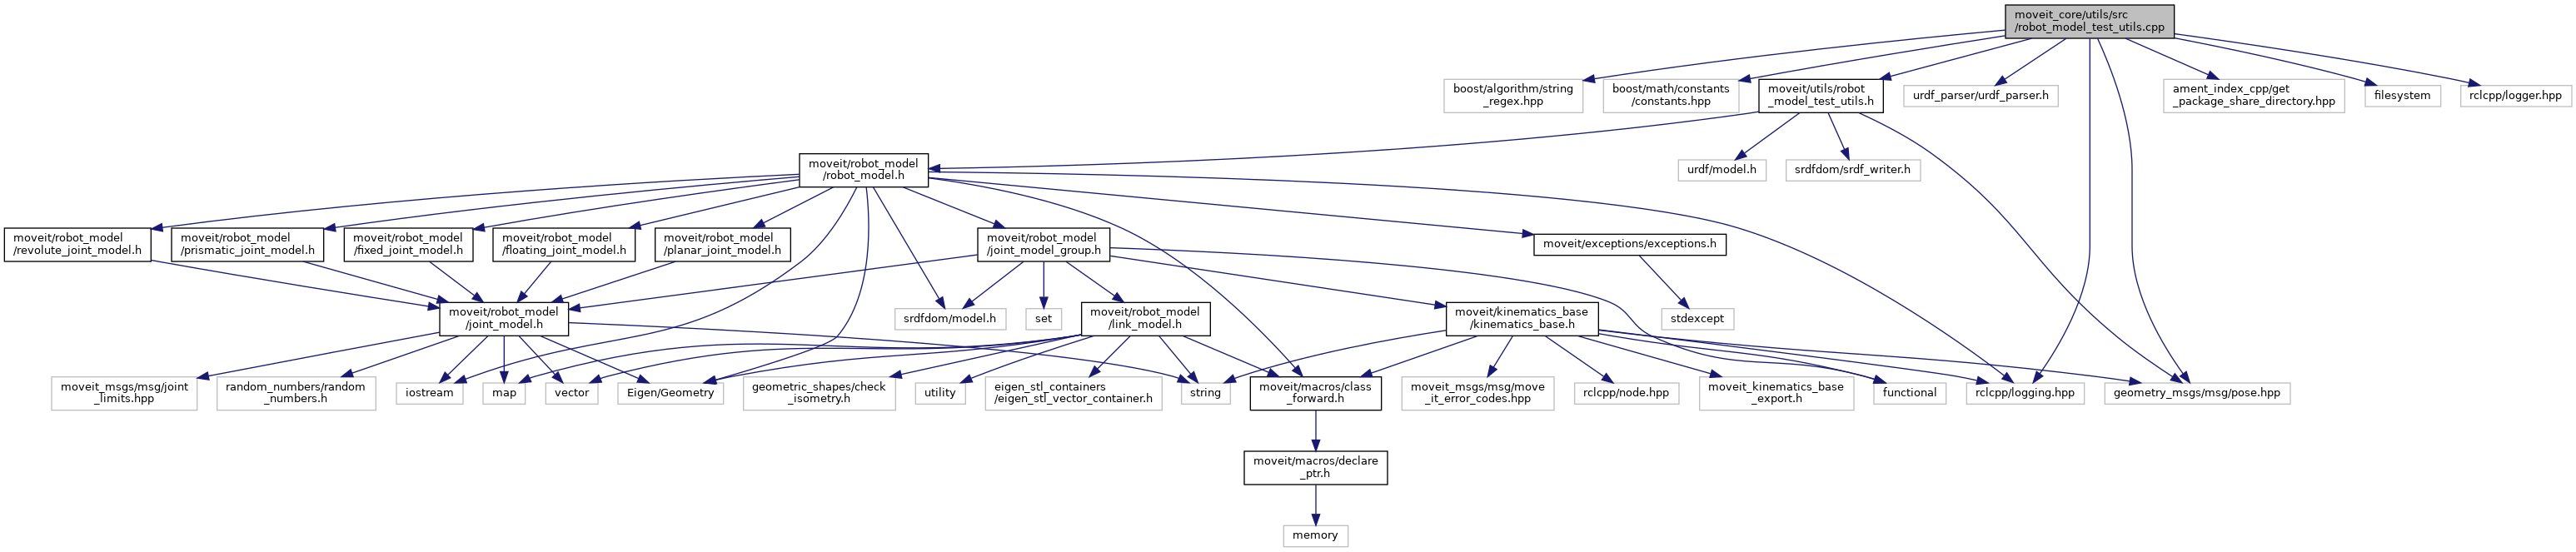 moveit_core/utils/src
/robot_model_test_utils.cpp
boost/algorithm/string
_regex.hpp
boost/math/constants
/constants.hpp
moveit/utils/robot
_model_test_utils.h
urdf_parser/urdf_parser.h
ament_index_cpp/get
_package_share_directory.hpp
filesystem
rclcpp/logger.hpp
moveit/robot_model
/robot_model.h
urdf/model.h
srdfdom/srdf_writer.h
moveit/robot_model
/revolute_joint_model.h
moveit/robot_model
/prismatic_joint_model.h
moveit/robot_model
/fixed_joint_model.h
moveit/robot_model
/floating_joint_model.h
moveit/robot_model
/planar_joint_model.h
moveit/robot_model
/joint_model_group.h
moveit/exceptions/exceptions.h
moveit/robot_model
/joint_model.h
srdfdom/model.h
set
moveit/robot_model
/link_model.h
moveit/kinematics_base
/kinematics_base.h
stdexcept
moveit_msgs/msg/joint
_limits.hpp
random_numbers/random
_numbers.h
iostream
map
vector
Eigen/Geometry
geometric_shapes/check
_isometry.h
utility
eigen_stl_containers
/eigen_stl_vector_container.h
string
moveit/macros/class
_forward.h
moveit_msgs/msg/move
_it_error_codes.hpp
rclcpp/node.hpp
moveit_kinematics_base
_export.h
functional
rclcpp/logging.hpp
geometry_msgs/msg/pose.hpp
moveit/macros/declare
_ptr.h
memory